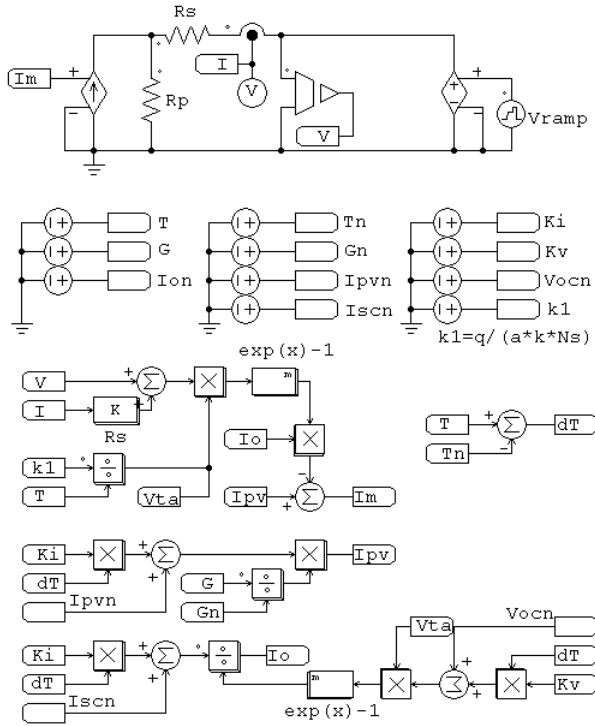 Rs
I
Im
V
Rp
V
Vramp
T
G
Ion
Tn
Gn
Ipvn
Iscn
Ki
Kv
Vocn
k1
k1=q/(a*k*Ns)
exp(x)-1
V
I
K
Rs
m
Io
k1
T
Vta
Ipv
Im
T
Tn
dT
Ki
dT
Ipvn
G
Gn
Ipv
Ki
dT
Iscn
Io
m
exp(x)-1
Vta
Vocn
dT
Kv